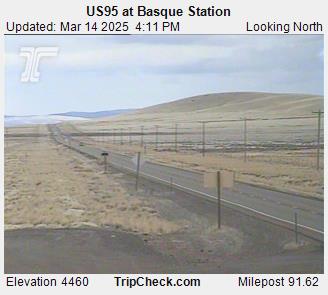 US95 at Basque Station
Updated: Mar 14 2025 4:11 PM Looking North
Elevation 4460 TripCheck.com Milepost 91.62